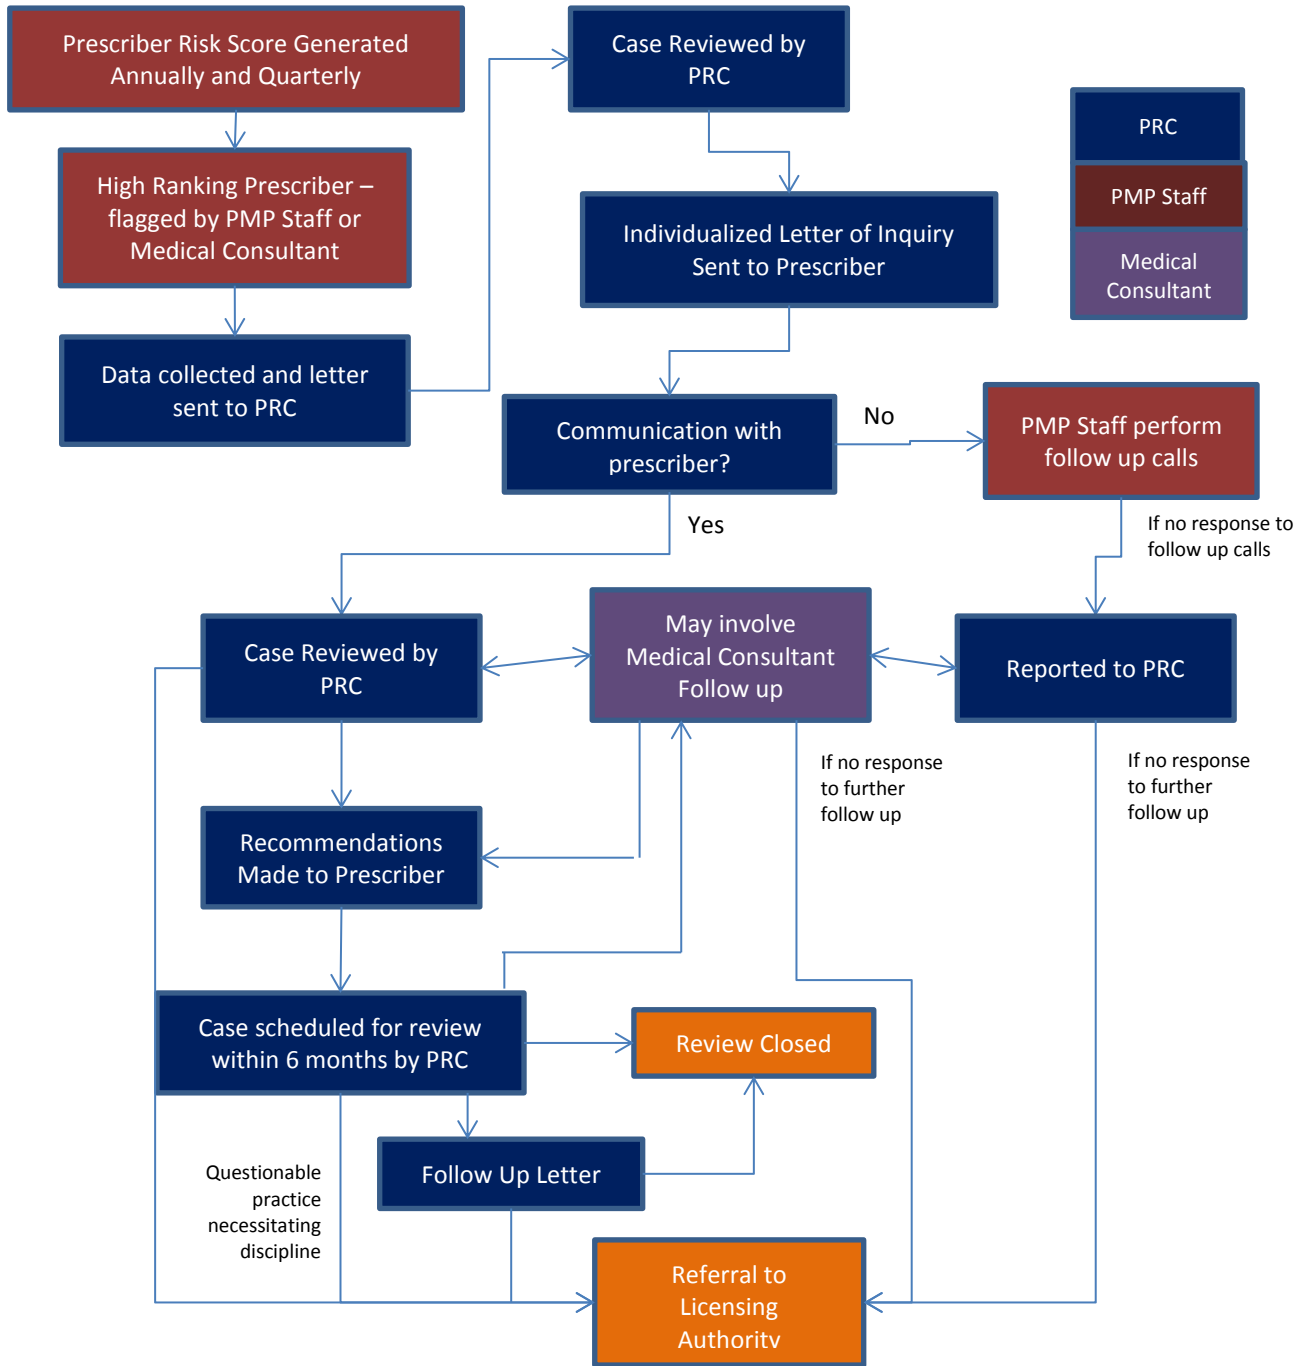 Prescriber Risk Score Generated
Annually and Quarterly
High Ranking Prescriber –
flagged by PMP Staff or
Medical Consultant
Data collected and letter
sent to PRC
Case Reviewed by
PRC
Individualized Letter of Inquiry
Sent to Prescriber
PRC
PMP Staff
Medical
Consultant
Communication with
prescriber?
No
PMP Staff perform
follow up calls
Yes
If no response to
follow up calls
Case Reviewed by
PRC
May involve
Medical Consultant
Follow up
Reported to PRC
If no response
to further
follow up
If no response
to further
follow up
Recommendations
Made to Prescriber
Case scheduled for review
within 6 months by PRC
Review Closed
Follow Up Letter
Questionable
practice
necessitating
discipline
Referral to
Licensing
Authority